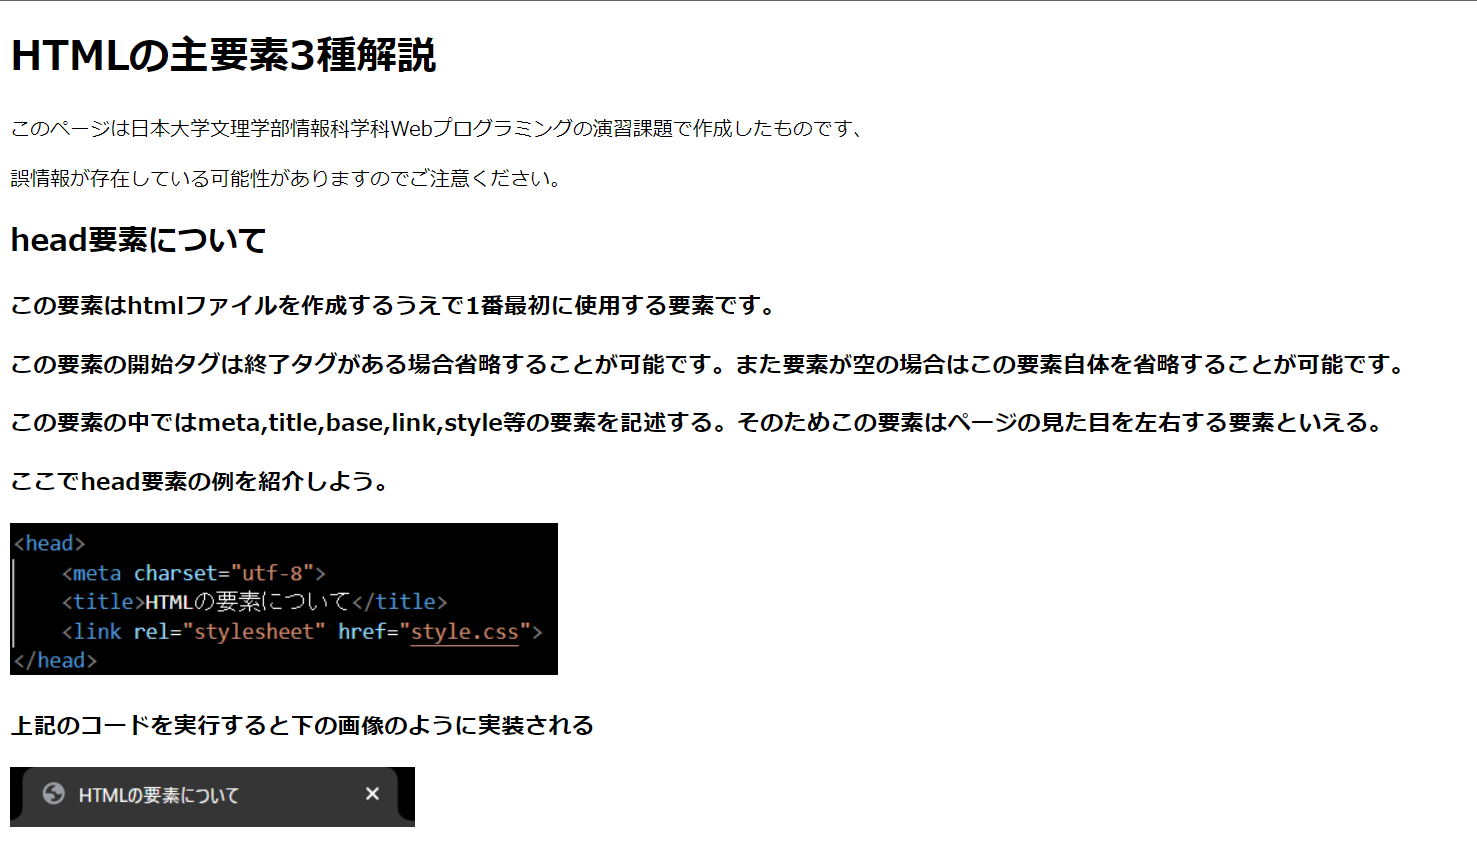 HTMLの主要素3種解説
このページは日本大学文理学部情報科学科Webプログラミングの演習課題で作成したものです、
誤情報が存在している可能性がありますのでご注意ください。
head要素について
この要素はhtmlファイルを作成するうえで1番最初に使用する要素です。
この要素の開始タグは終了タグがある場合省略することが可能です。また要素が空の場合はこの要素自体を省略することが可能です。
この要素の中ではmeta,title,base,link,style等の要素を記述する。そのためこの要素はページの見た目を左右する要素といえる。
ここでhead要素の例を紹介しよう。
<head>
    <meta charset="utf-8">
    <title>HTMLの要素について</title>
    <link rel="stylesheet" href="style.css">
</head>
上記のコードを実行すると下の画像のように実装される
HTMLの要素について